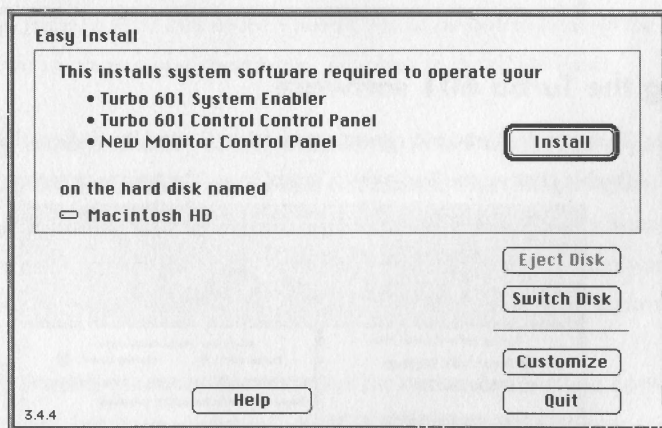 Easy Install
This installs system software required to operate your
• Turbo 601 System Enabler
• Turbo 601 Control Control Panel
• New Monitor Control Panel
Install
on the hard disk named
Macintosh HD
Eject Disk
Switch Disk
Customize
Help
Quit
3.4.4